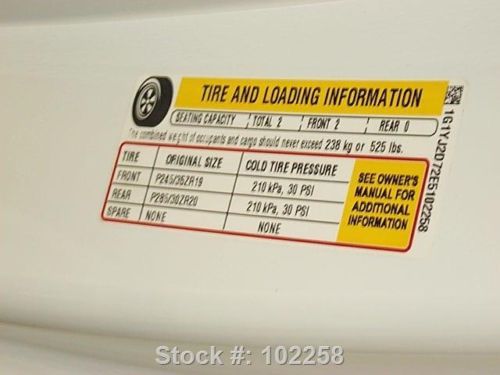 TIRE AND LOADING INFORMATION
SEATING CAPACITY TOTAL 2 FRONT 2 REAR 0
The combined weight of occupants and cargo should never exceed 238 kg or 525 lbs.
TIRE ORIGINAL SIZE COLD TIRE PRESSURE
FRONT P245/35ZR19 210 kPa, 30 PSI
REAR P285/30ZR20 210 kPa, 30 PSI
SPARE NONE NONE
SEE OWNER'S
MANUAL FOR
ADDITIONAL
INFORMATION
1G1YJ2D72E5102258
Stock #: 102258